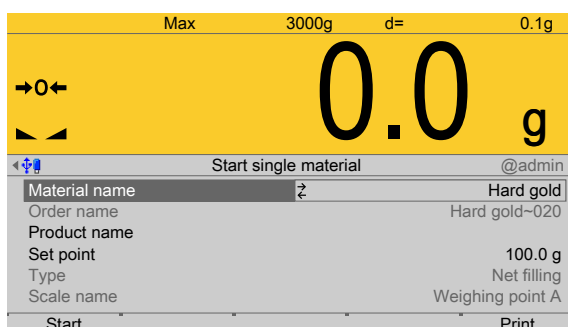 Max 3000g d= 0.1g
→0← 0.0 g
Start single material @admin
Material name Hard gold
Order name Hard gold~020
Product name
Set point 100.0 g
Type Net filling
Scale name Weighing point A
Start Print